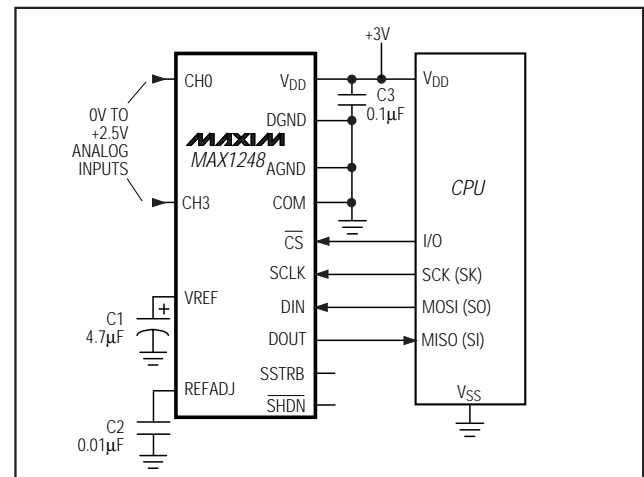 +3V
CH0
VDD
VDD
C3
0.1µF
0V TO
+2.5V
ANALOG
INPUTS
DGND
MAXIM
MAX1248
AGND
CPU
CH3
COM
CS
I/O
SCLK
SCK (SK)
VREF
+
DIN
MOSI (SO)
C1
4.7µF
DOUT
MISO (SI)
SSTRB
REFADJ
SHDN
VSS
C2
0.01µF